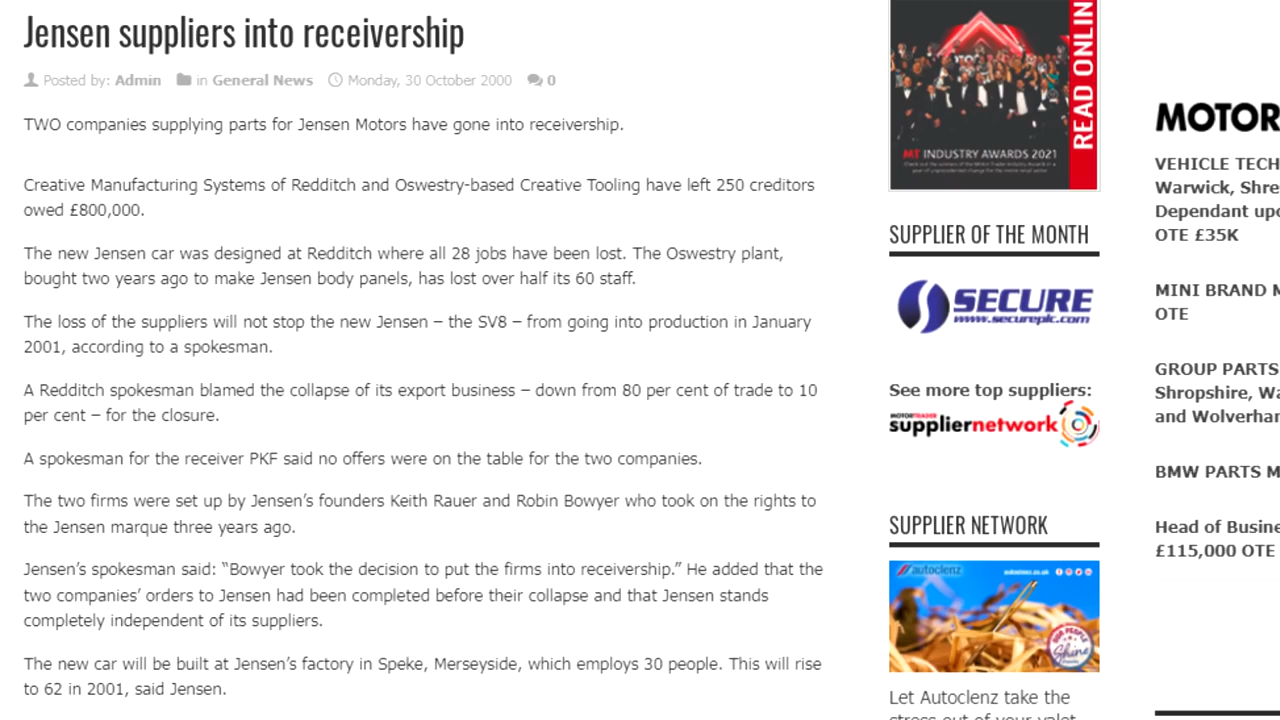 Jensen suppliers into receivership
Posted by: Admin in General News Monday, 30 October 2000 0
TWO companies supplying parts for Jensen Motors have gone into receivership.
Creative Manufacturing Systems of Redditch and Oswestry-based Creative Tooling have left 250 creditors
owed £800,000.
The new Jensen car was designed at Redditch where all 28 jobs have been lost. The Oswestry plant,
bought two years ago to make Jensen body panels, has lost over half its 60 staff.
The loss of the suppliers will not stop the new Jensen – the SV8 – from going into production in January
2001, according to a spokesman.
A Redditch spokesman blamed the collapse of its export business – down from 80 per cent of trade to 10
per cent – for the closure.
A spokesman for the receiver PKF said no offers were on the table for the two companies.
The two firms were set up by Jensen’s founders Keith Rauer and Robin Bowyer who took on the rights to
the Jensen marque three years ago.
Jensen’s spokesman said: “Bowyer took the decision to put the firms into receivership.” He added that the
two companies’ orders to Jensen had been completed before their collapse and that Jensen stands
completely independent of its suppliers.
The new car will be built at Jensen’s factory in Speke, Merseyside, which employs 30 people. This will rise
to 62 in 2001, said Jensen.
READ ONLIN
MT INDUSTRY AWARDS 2021
SUPPLIER OF THE MONTH
SECURE
www.secureplc.com
See more top suppliers:
MOTORTRADER
suppliernetwork
SUPPLIER NETWORK
autoclenz
autoclenz.co.uk
OUR PEOPLE
Shine
Let Autoclenz take the
stress out of your valet
MOTOR
VEHICLE TECH
Warwick, Shre
Dependant upo
OTE £35K
MINI BRAND M
OTE
GROUP PARTS
Shropshire, Wa
and Wolverhan
BMW PARTS M
Head of Busine
£115,000 OTE